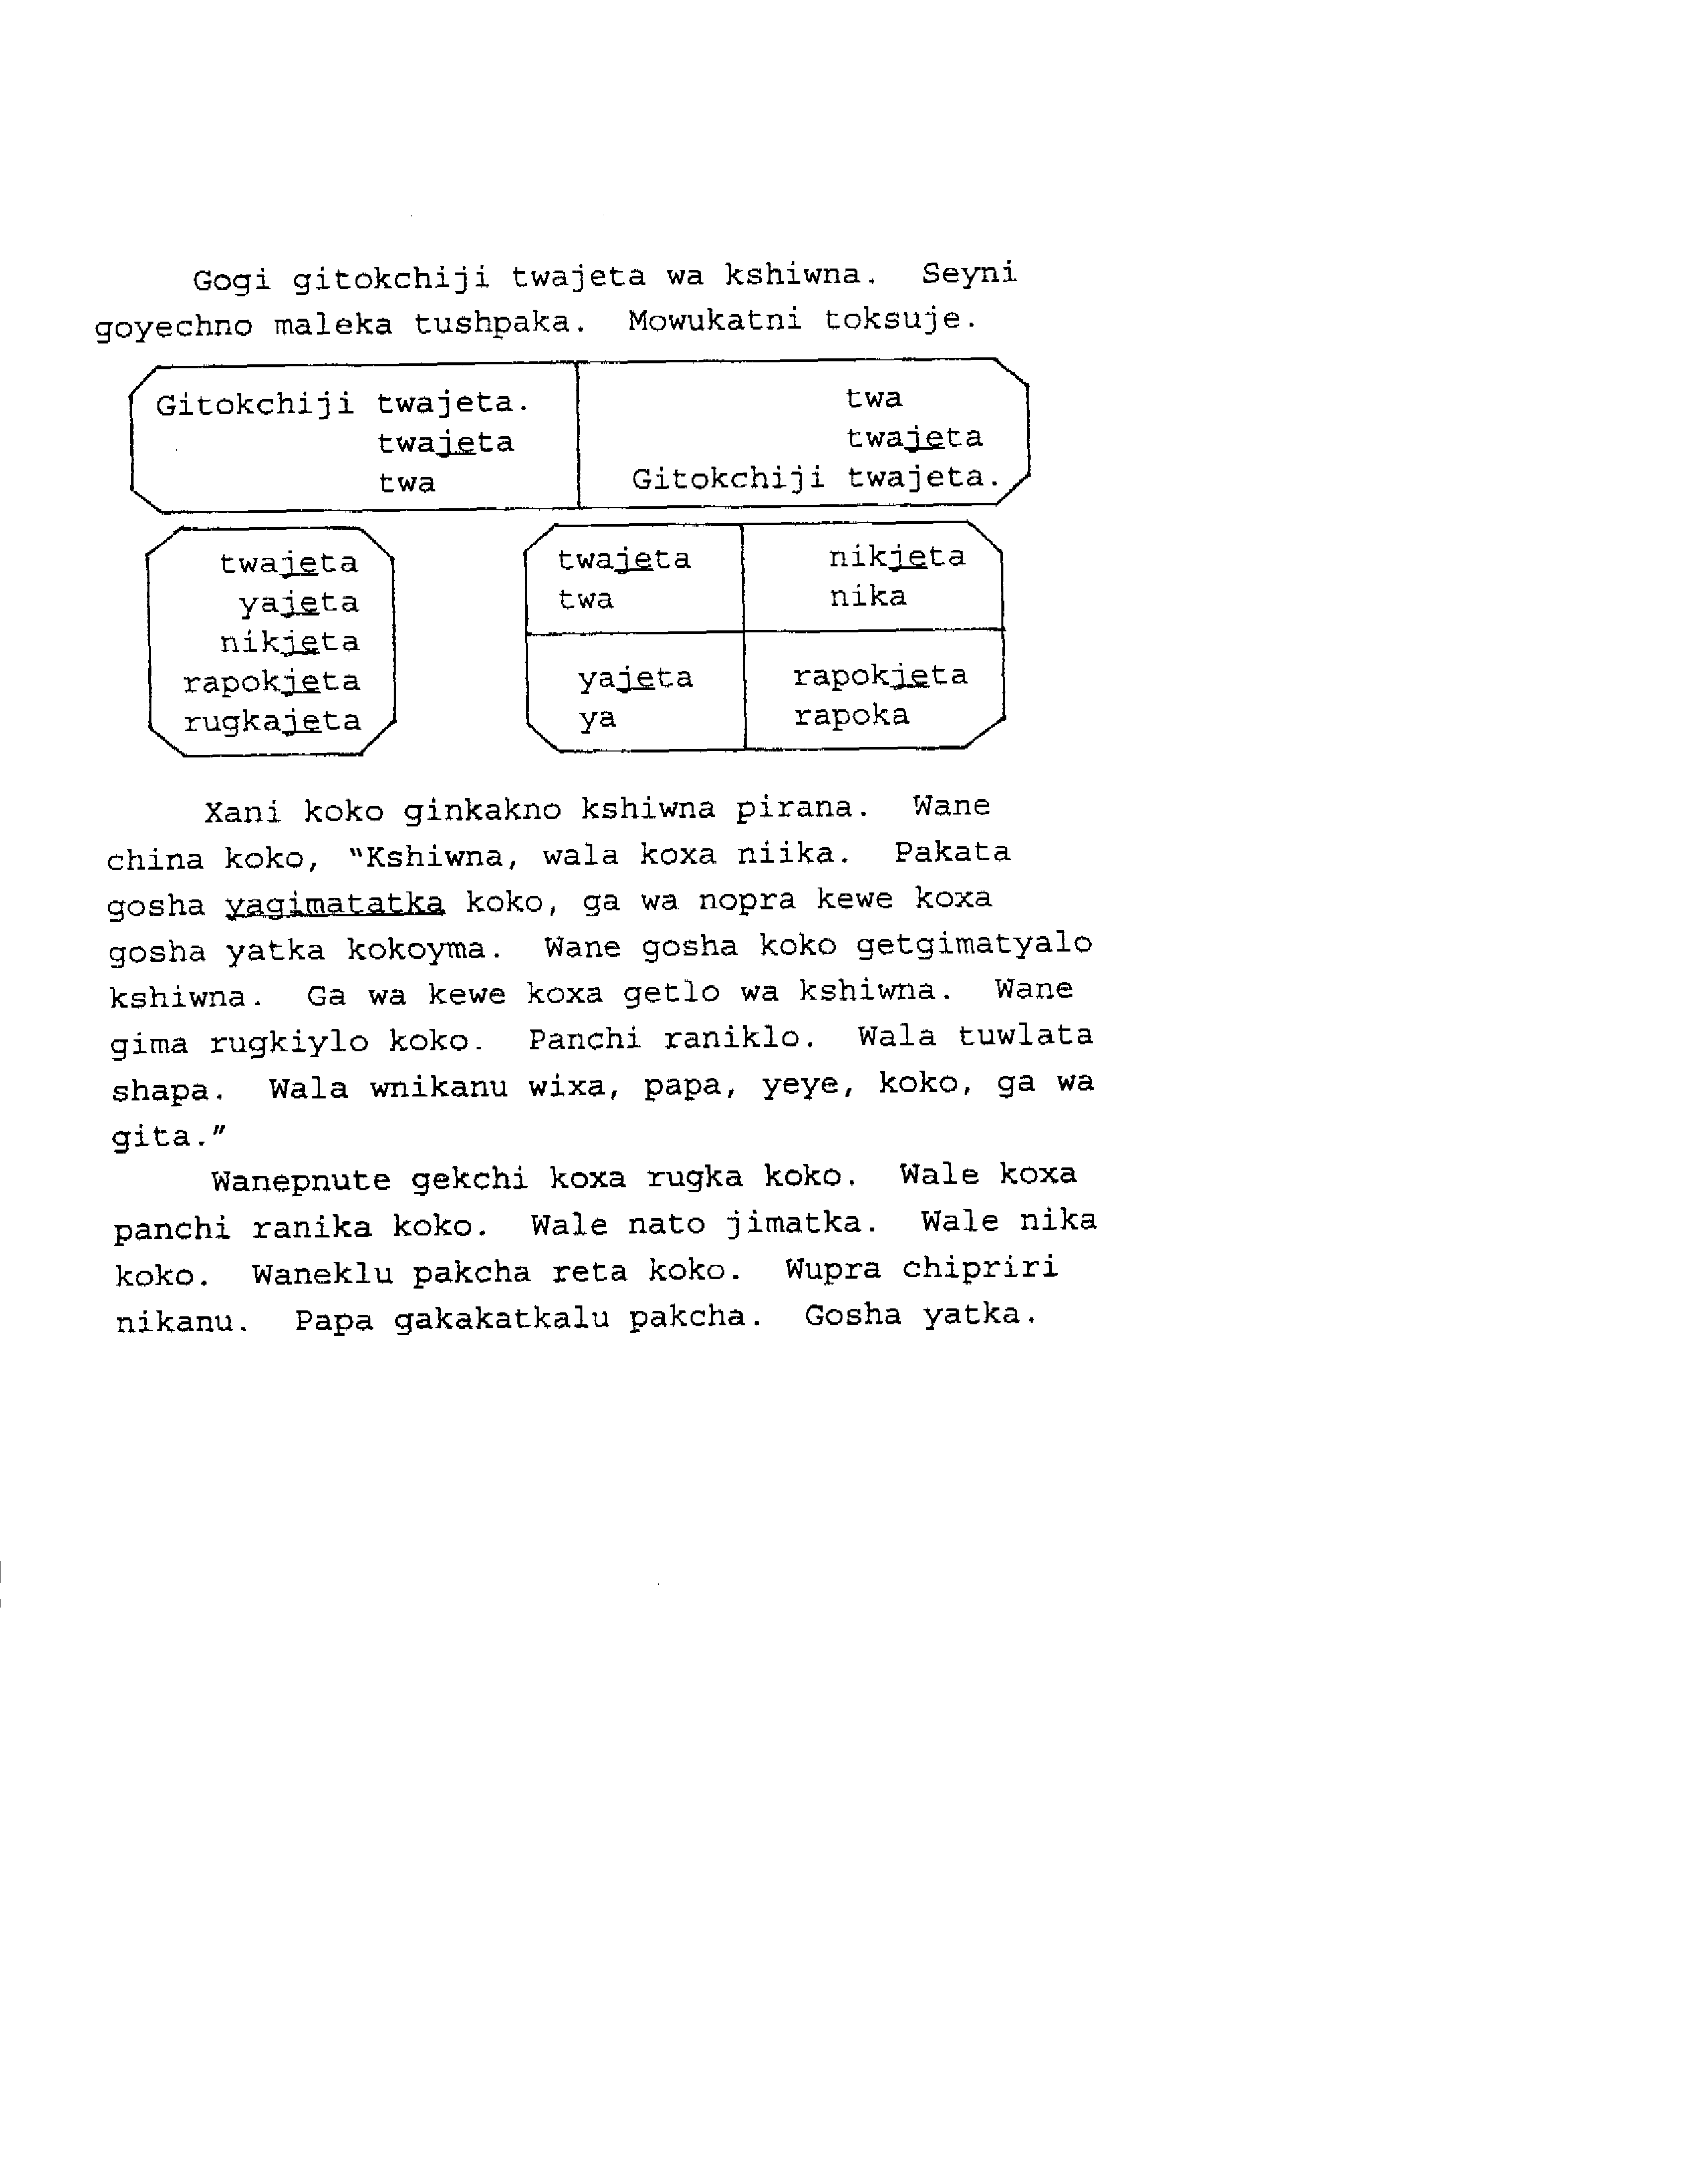 Gogi gitokchiji twajeta wa kshiwna. Seyni
goyechno maleka tushpaka. Mowukatni toksuje.
Gitokchiji twajeta.
twajeta
twa
twa
twajeta
Gitokchiji twajeta.
twajeta
yajeta
nikjeta
rapokjeta
rugkajeta
twajeta
twa
nikjeta
nika
yajeta
ya
rapokjeta
rapoka
Xani koko ginkakno kshiwna pirana. Wane
china koko, "Kshiwna, wala koxa niika. Pakata
gosha yagimatatka koko, ga wa nopra kewe koxa
gosha yatka kokoyma. Wane gosha koko getgimatyalo
kshiwna. Ga wa kewe koxa getlo wa kshiwna. Wane
gima rugkiylo koko. Panchi raniklo. Wala tuwlata
shapa. Wala wnikanu wixa, papa, yeye, koko, ga wa
gita."
Wanepnute gekchi koxa rugka koko. Wale koxa
panchi ranika koko. Wale nato jimatka. Wale nika
koko. Waneklu pakcha reta koko. Wupra chipriri
nikanu. Papa gakakatkalu pakcha. Gosha yatka.